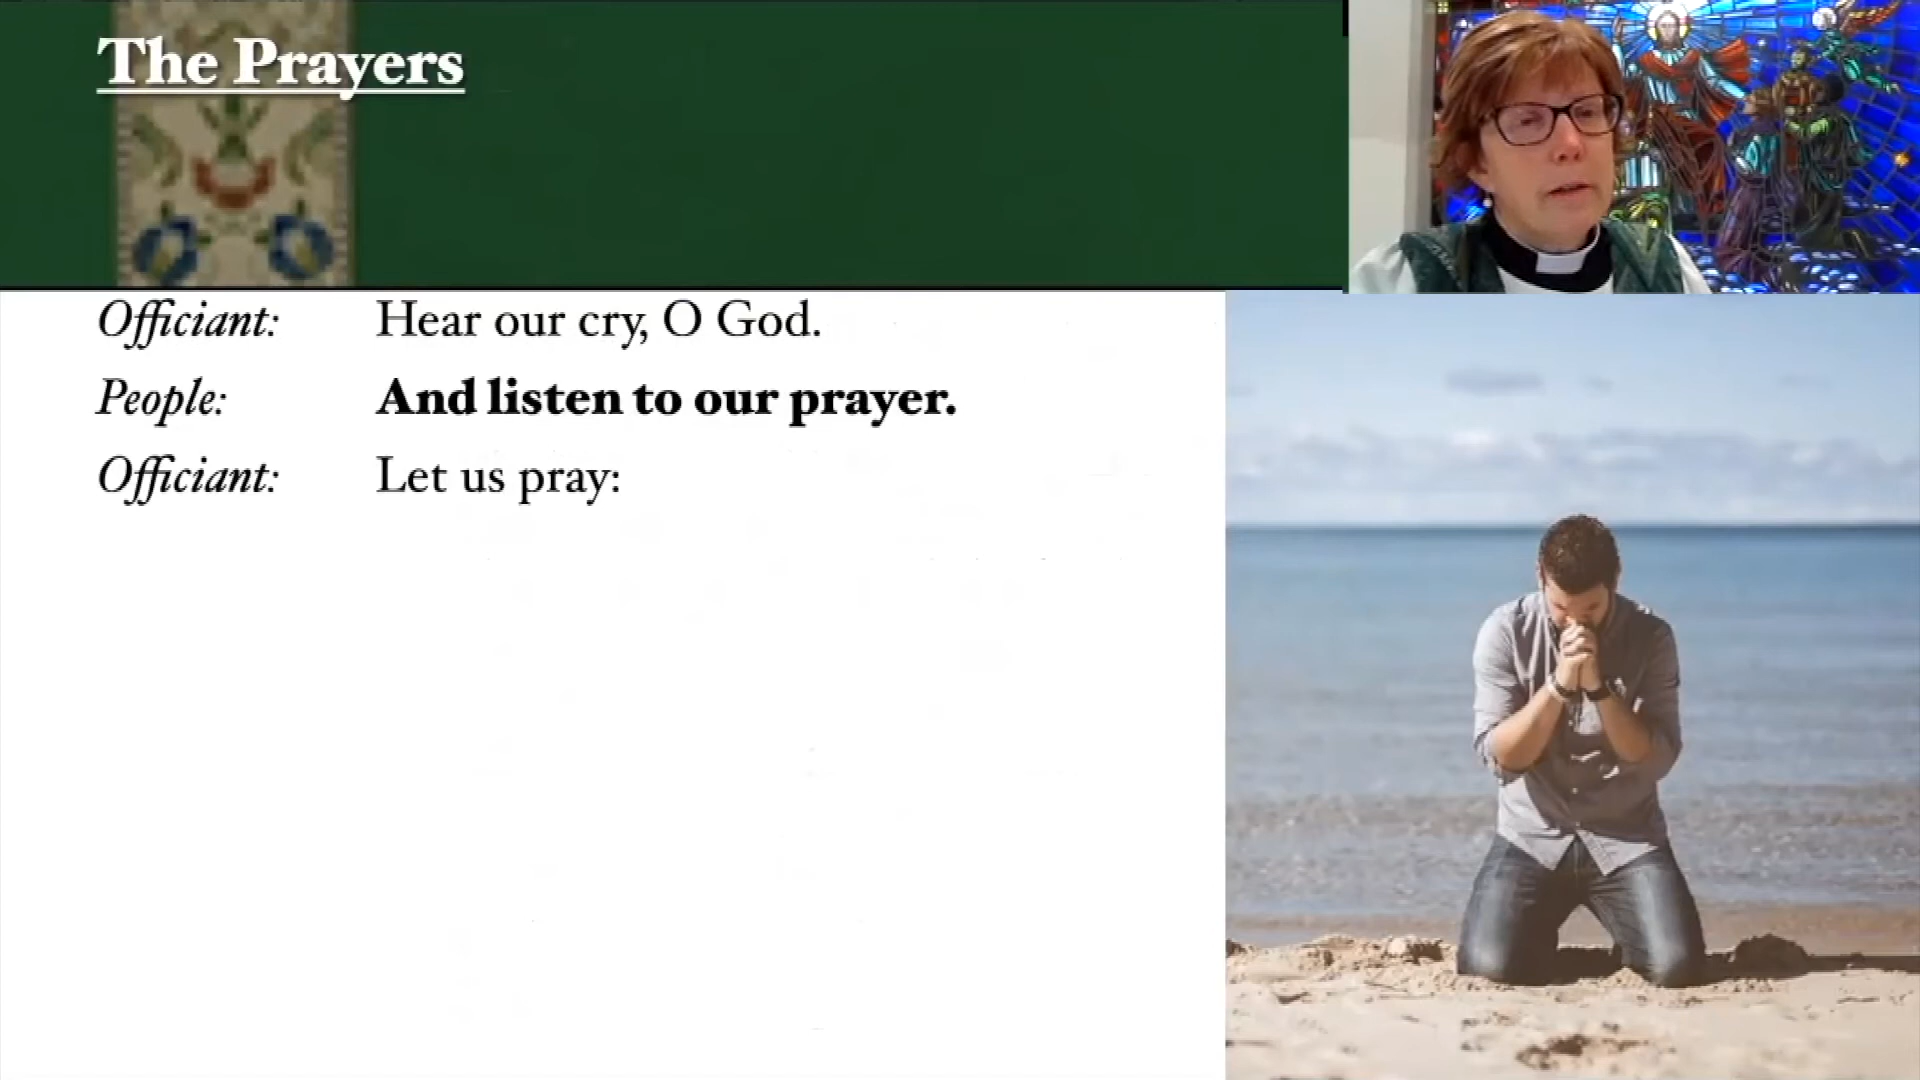 The Prayers
Officiant: Hear our cry, O God.
People: And listen to our prayer.
Officiant: Let us pray: